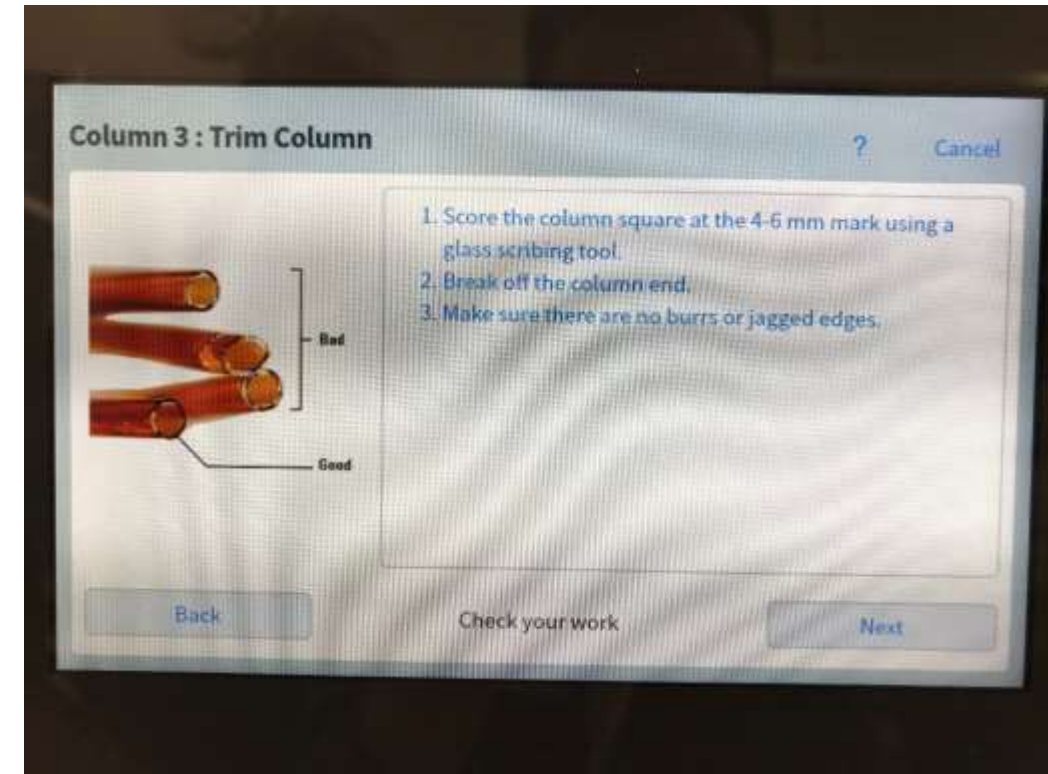 Column 3 : Trim Column
?
Cancel
1. Score the column square at the 4-6 mm mark using a
glass scribing tool.
2. Break off the column end.
3. Make sure there are no burrs or jagged edges.
Bad
Good
Back
Check your work
Next